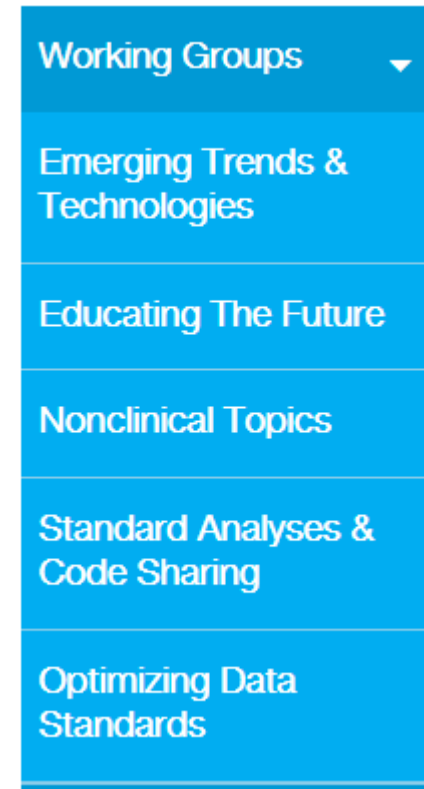 Working Groups
Emerging Trends &
Technologies
Educating The Future
Nonclinical Topics
Standard Analyses &
Code Sharing
Optimizing Data
Standards